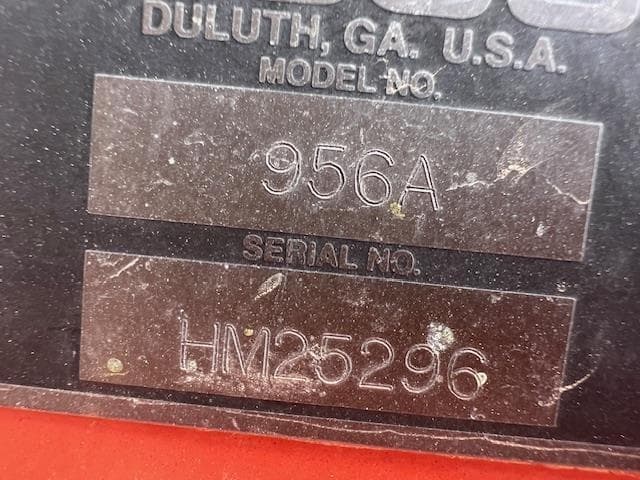 DULUTH, GA. U.S.A.
MODEL NO.
956A
SERIAL NO.
HM25296